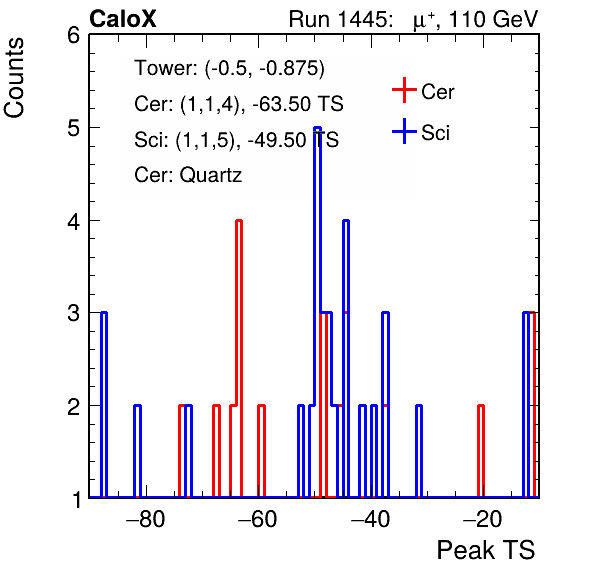 CaloX Run 1445: μ⁺, 110 GeV
Counts
6
Tower: (-0.5, -0.875)
Cer: (1,1,4), -63.50 TS
Sci: (1,1,5), -49.50 TS
Cer: Quartz
Cer
Sci
5
4
3
2
1
−80 −60 −40 −20
Peak TS